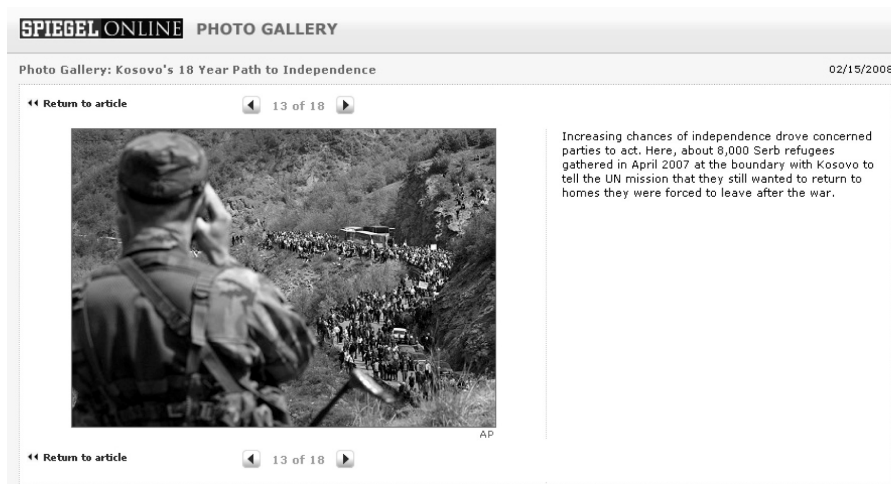 SPIEGEL ONLINE PHOTO GALLERY
Photo Gallery: Kosovo's 18 Year Path to Independence 02/15/2008
Return to article 13 of 18
Increasing chances of independence drove concerned
parties to act. Here, about 8,000 Serb refugees
gathered in April 2007 at the boundary with Kosovo to
tell the UN mission that they still wanted to return to
homes they were forced to leave after the war.
AP
Return to article 13 of 18